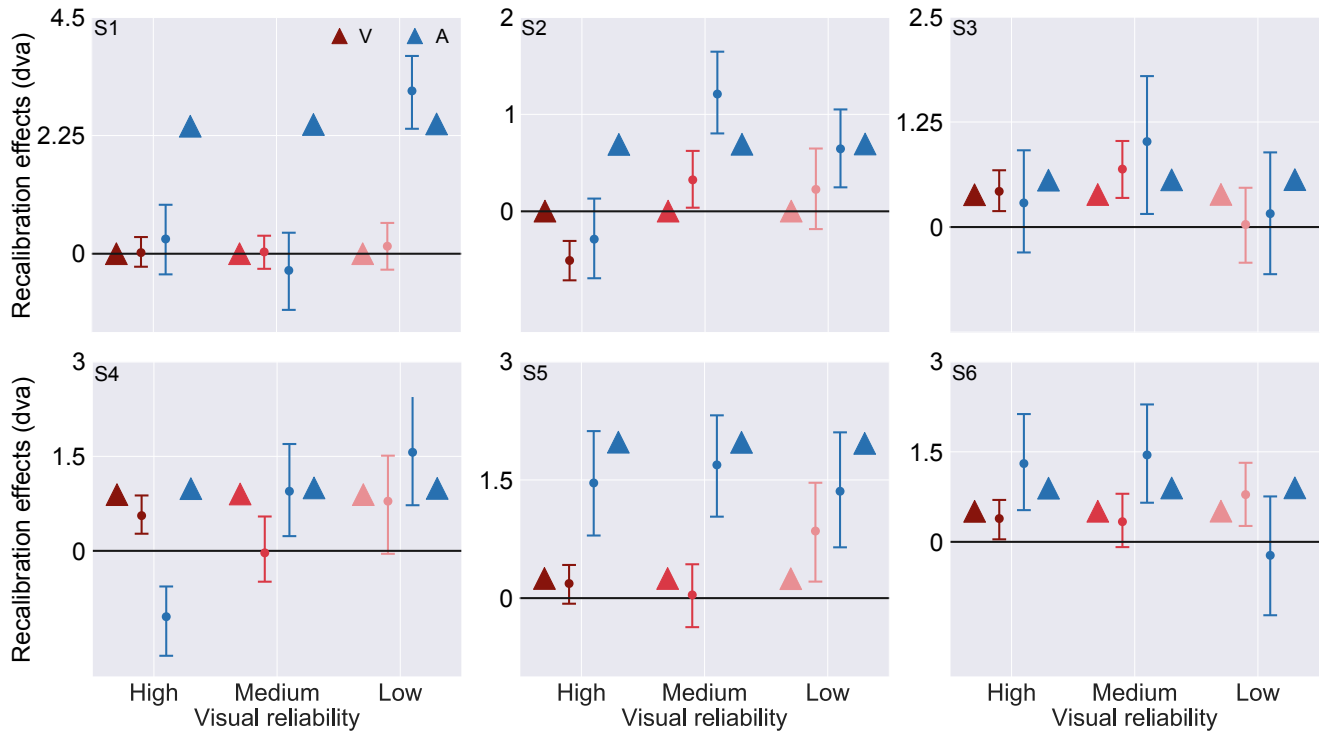 S1
V A
4.5
2.25
0
Recalibration effects (dva)
S2
2
1
0
S3
2.5
1.25
0
S4
3
1.5
0
Recalibration effects (dva)
High Medium Low
Visual reliability
S5
3
1.5
0
High Medium Low
Visual reliability
S6
3
1.5
0
High Medium Low
Visual reliability